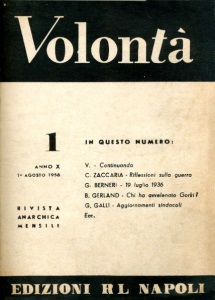 Volontà
1
ANNO X
1º AGOSTO 1956
RIVISTA
ANARCHICA
MENSILE
IN QUESTO NUMERO:
V. - Continuando
C. ZACCARIA - Riflessioni sulla guerra
G. BERNERI - 19 luglio 1936
B. GERLAND - Chi ha avvelenato Gorki?
G. GALLI - Aggiornamenti sindacali
Ecc.
EDIZIONI RL NAPOLI